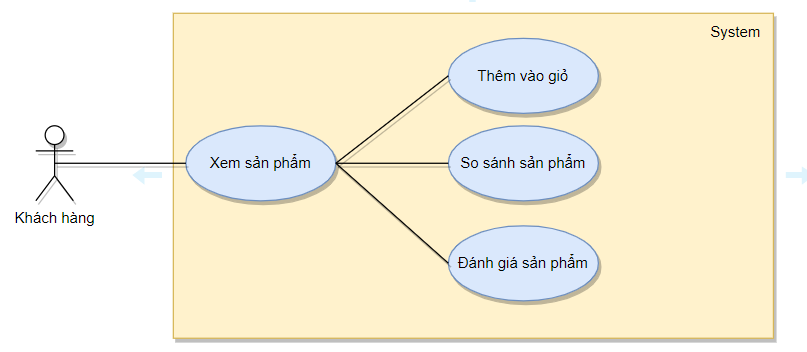 System
Thêm vào giỏ
Xem sản phẩm
So sánh sản phẩm
Khách hàng
Đánh giá sản phẩm